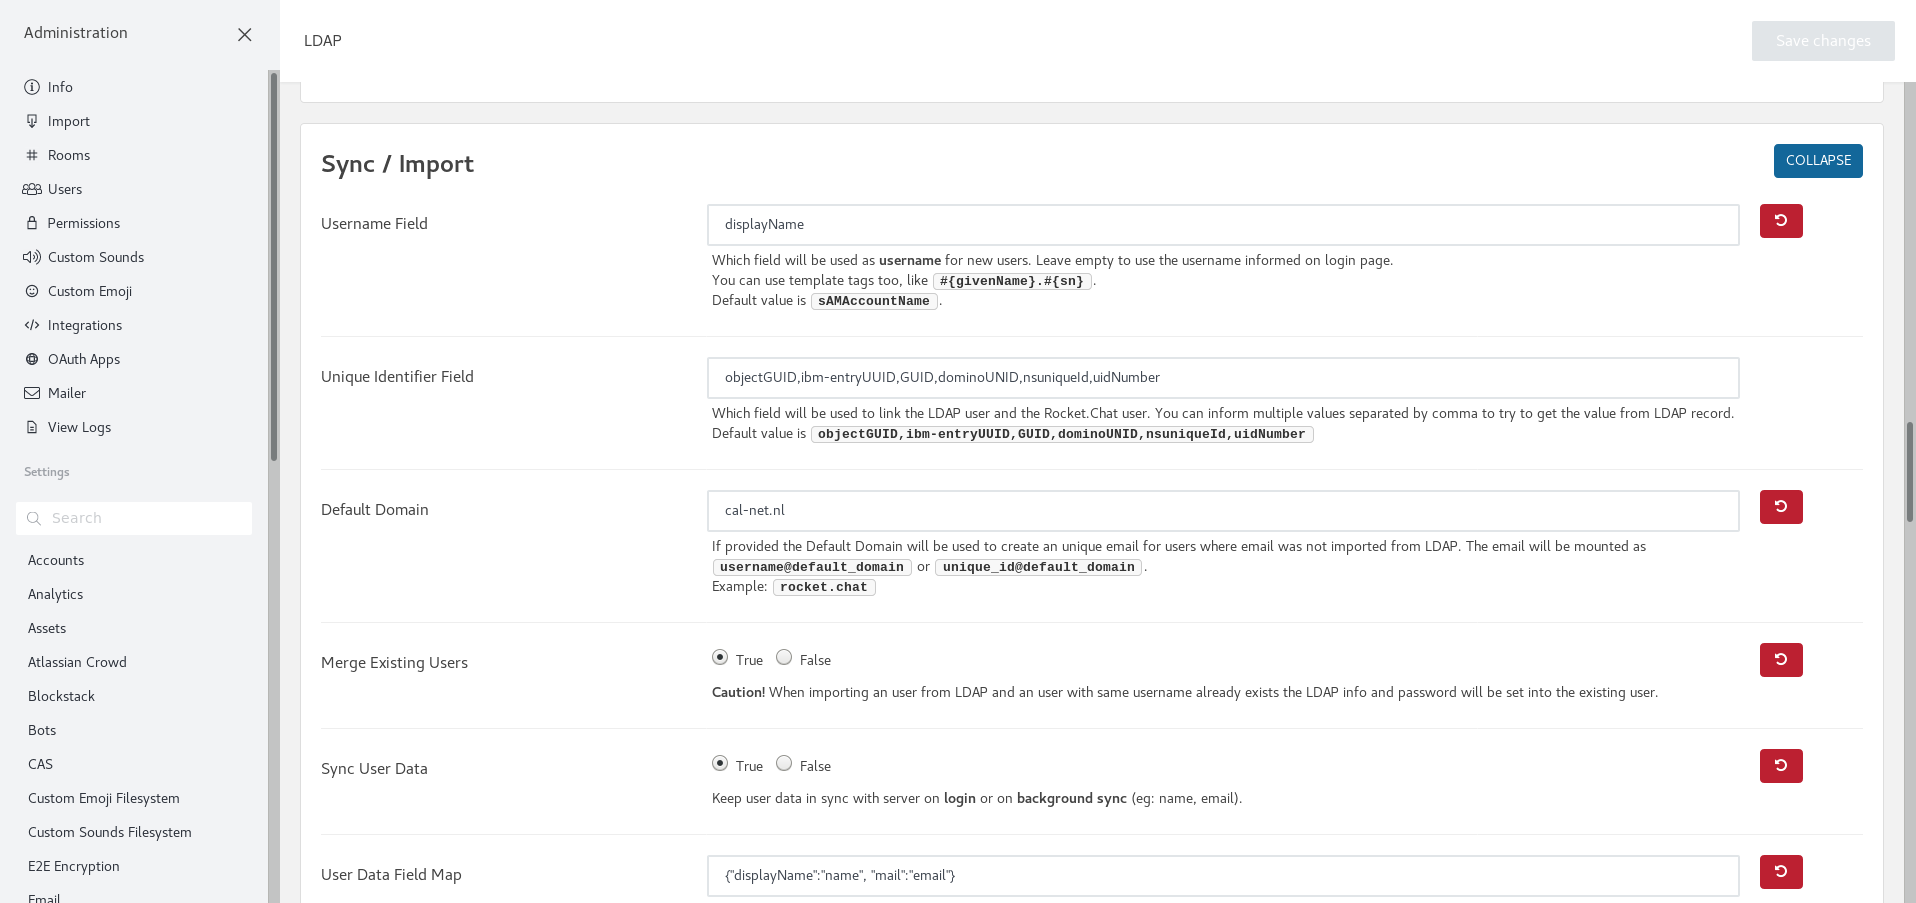 Administration
Info
Import
Rooms
Users
Permissions
Custom Sounds
Custom Emoji
Integrations
OAuth Apps
Mailer
View Logs
Settings
Search
Accounts
Analytics
Assets
Atlassian Crowd
Blockstack
Bots
CAS
Custom Emoji Filesystem
Custom Sounds Filesystem
E2E Encryption
Email
LDAP
Save changes
Sync / Import
COLLAPSE
Username Field
displayName
Which field will be used as username for new users. Leave empty to use the username informed on login page.
You can use template tags too, like #{givenName}.#{sn}.
Default value is sAMAccountName.
Unique Identifier Field
objectGUID,ibm-entryUUID,GUID,dominoUNID,nsuniqueId,uidNumber
Which field will be used to link the LDAP user and the Rocket.Chat user. You can inform multiple values separated by comma to try to get the value from LDAP record.
Default value is objectGUID,ibm-entryUUID,GUID,dominoUNID,nsuniqueId,uidNumber
Default Domain
cal-net.nl
If provided the Default Domain will be used to create an unique email for users where email was not imported from LDAP. The email will be mounted as
username@default_domain or unique_id@default_domain.
Example: rocket.chat
Merge Existing Users
True False
Caution! When importing an user from LDAP and an user with same username already exists the LDAP info and password will be set into the existing user.
Sync User Data
True False
Keep user data in sync with server on login or on background sync (eg: name, email).
User Data Field Map
{"displayName":"name", "mail":"email"}